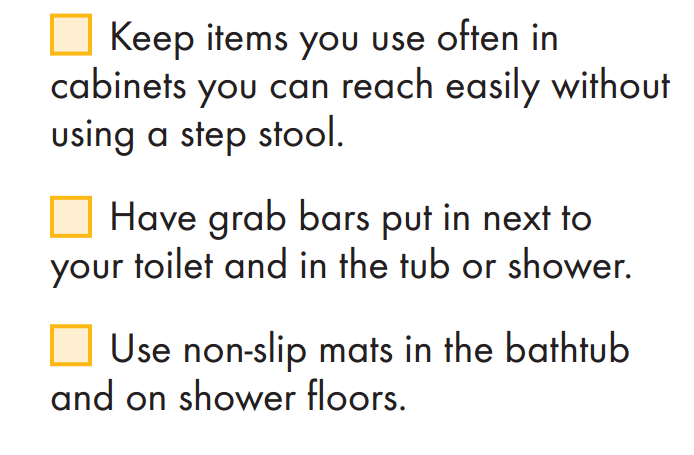 Keep items you use often in
cabinets you can reach easily without
using a step stool.
Have grab bars put in next to
your toilet and in the tub or shower.
Use non-slip mats in the bathtub
and on shower floors.